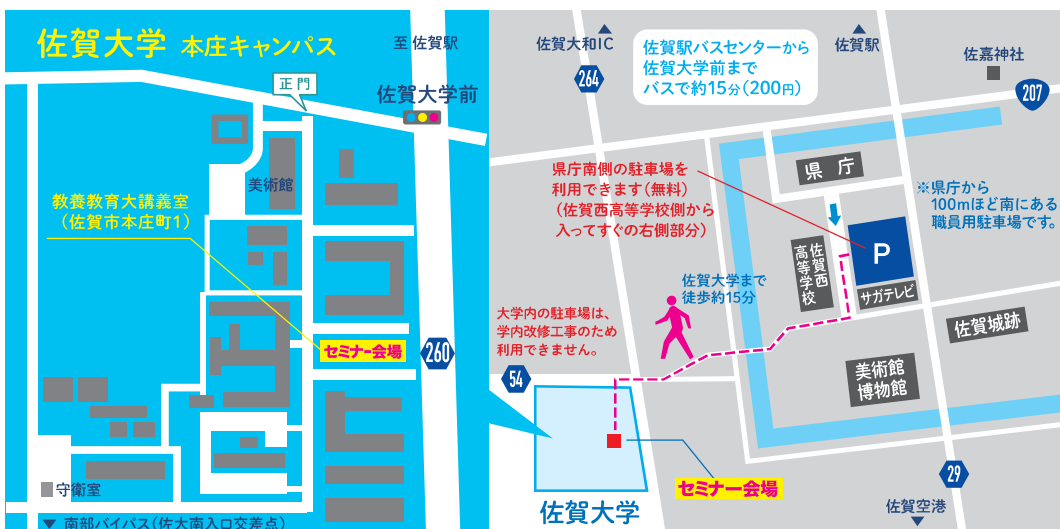 佐賀大学 本庄キャンパス
至 佐賀駅
正門
佐賀大学前
美術館
教養教育大講義室
（佐賀市本庄町1）
セミナー会場
260
守衛室
▼ 南部バイパス（佐大南入口交差点）
佐賀大和IC
264
佐賀駅バスセンターから
佐賀大学前まで
バスで約15分（200円）
佐賀駅
佐嘉神社
207
県庁南側の駐車場を
利用できます（無料）
（佐賀西高等学校側から
入ってすぐの右側部分）
県 庁
※県庁から
100mほど南にある
職員用駐車場です。
P
佐賀西
高等学校
サガテレビ
佐賀大学まで
徒歩約15分
大学内の駐車場は、
学内改修工事のため
利用できません。
佐賀城跡
美術館
博物館
54
セミナー会場
29
佐賀大学
佐賀空港